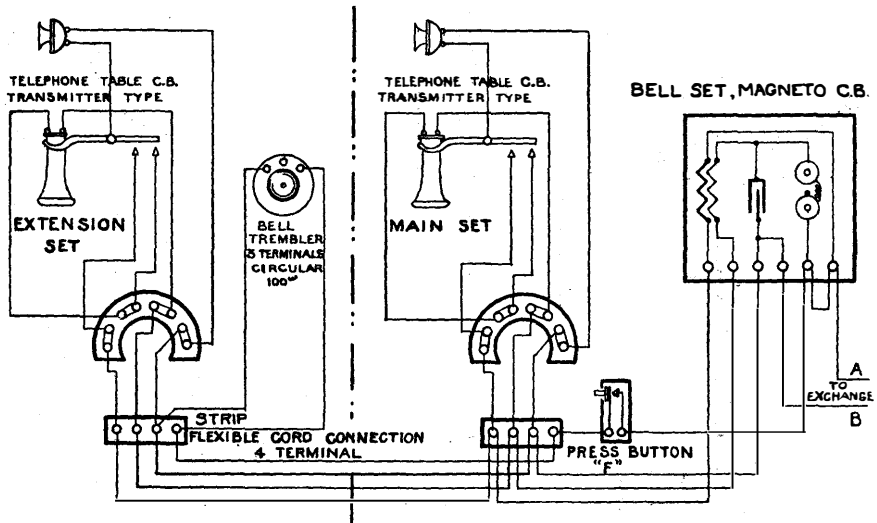 TELEPHONE TABLE C.B.
TRANSMITTER TYPE
EXTENSION
SET
BELL
TREMBLER
3 TERMINALS
CIRCULAR
100ω
TELEPHONE TABLE C.B.
TRANSMITTER TYPE
MAIN SET
BELL SET, MAGNETO C.B.
A
TO
EXCHANGE
B
STRIP
FLEXIBLE CORD CONNECTION
4 TERMINAL
PRESS BUTTON
"F"